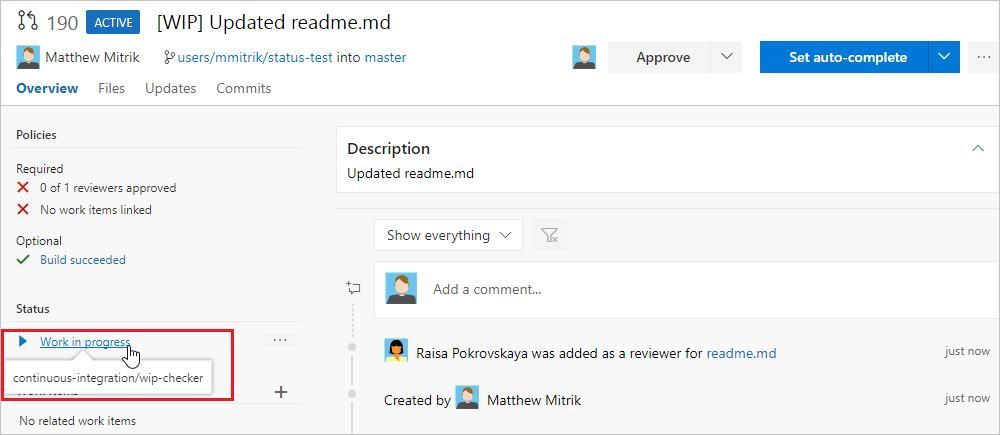 190 ACTIVE [WIP] Updated readme.md
Matthew Mitrik users/mmitrik/status-test into master Approve Set auto-complete ...
Overview Files Updates Commits
Policies
Required
0 of 1 reviewers approved
No work items linked
Optional
Build succeeded
Status
Work in progress ...
continuous-integration/wip-checker
No related work items
Description
Updated readme.md
Show everything
Add a comment...
Raisa Pokrovskaya was added as a reviewer for readme.md just now
Created by Matthew Mitrik just now